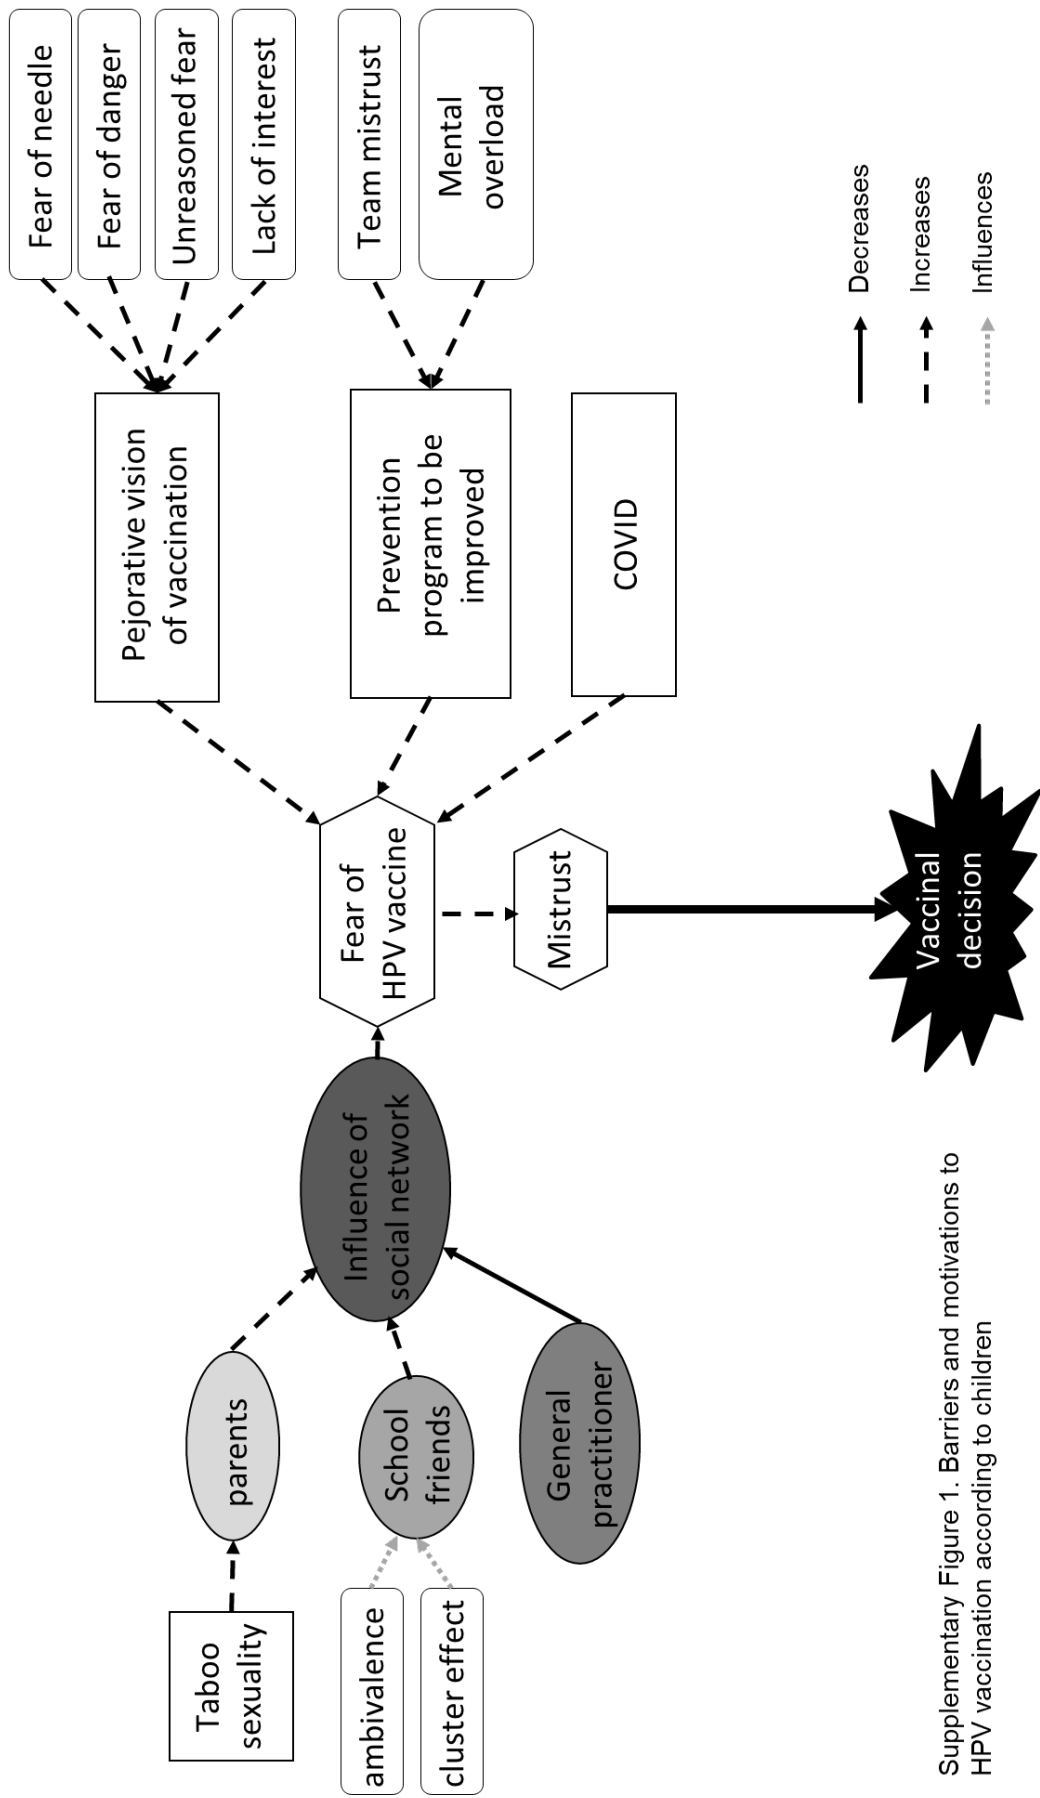 Taboo
sexuality
ambivalence
cluster effect
parents
School
friends
General
practitioner
Influence of
social network
Fear of
HPV vaccine
Mistrust
Vaccinal
decision
Pejorative vision
of vaccination
Prevention
program to be
improved
COVID
Fear of needle
Fear of danger
Unreasoned fear
Lack of interest
Team mistrust
Mental
overload
Decreases
Increases
Influences
Supplementary Figure 1. Barriers and motivations to
HPV vaccination according to children